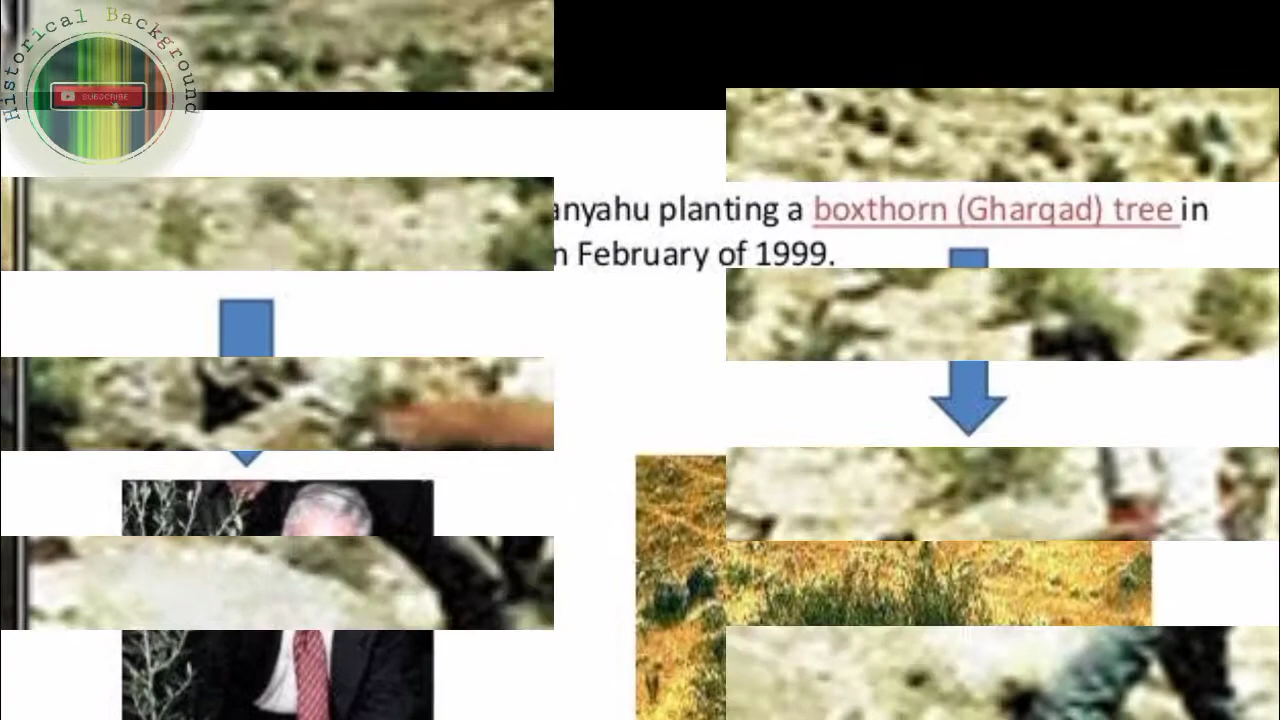 Historical Background
SUBSCRIBE
anyahu planting a boxthorn (Gharqad) tree in
n February of 1999.